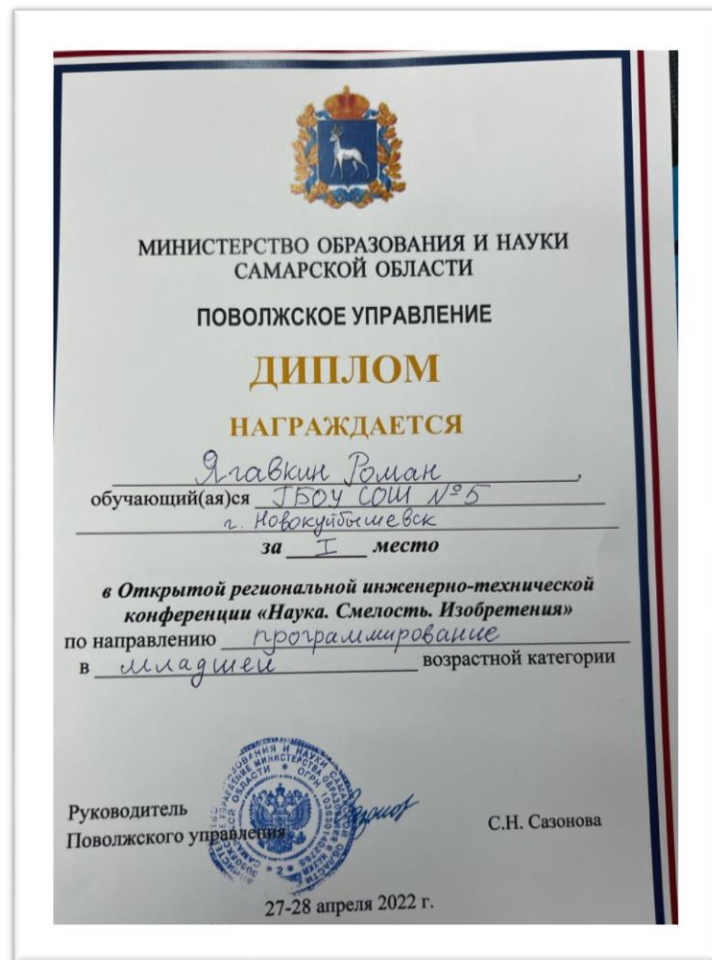 МИНИСТЕРСТВО ОБРАЗОВАНИЯ И НАУКИ
САМАРСКОЙ ОБЛАСТИ
ПОВОЛЖСКОЕ УПРАВЛЕНИЕ
ДИПЛОМ
НАГРАЖДАЕТСЯ
Ягавкин Роман,
обучающий(ая)ся ГБОУ СОШ №5
г. Новокуйбышевск
за I место
в Открытой региональной инженерно-технической
конференции «Наука. Смелость. Изобретения»
по направлению программирование
в младшей возрастной категории
Руководитель
Поволжского управления
С.Н. Сазонова
27-28 апреля 2022 г.